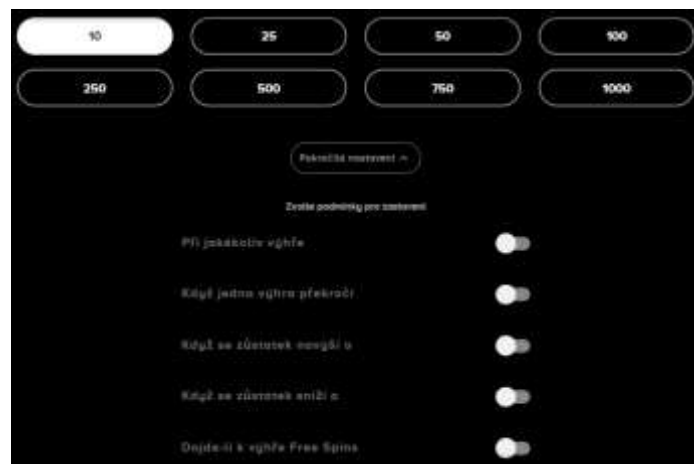 10 25 50 100
250 500 750 1000
Pokročilá nastavení
Zvolte podmínky pro zastavení
Při jakékoliv výhře
Když jedna výhra překročí
Když se zůstatek navýší o
Když se zůstatek sníží o
Dojde-li k výhře Free Spins